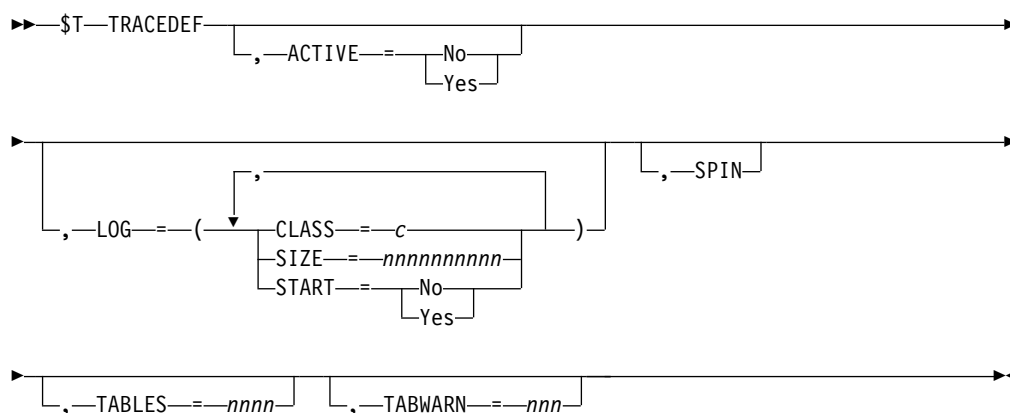 $T TRACEDEF
, ACTIVE = No
Yes
,
, LOG = ( CLASS = c )
SIZE = nnnnnnnnnn
START = No
Yes
, SPIN
, TABLES = nnnn , TABWARN = nnn